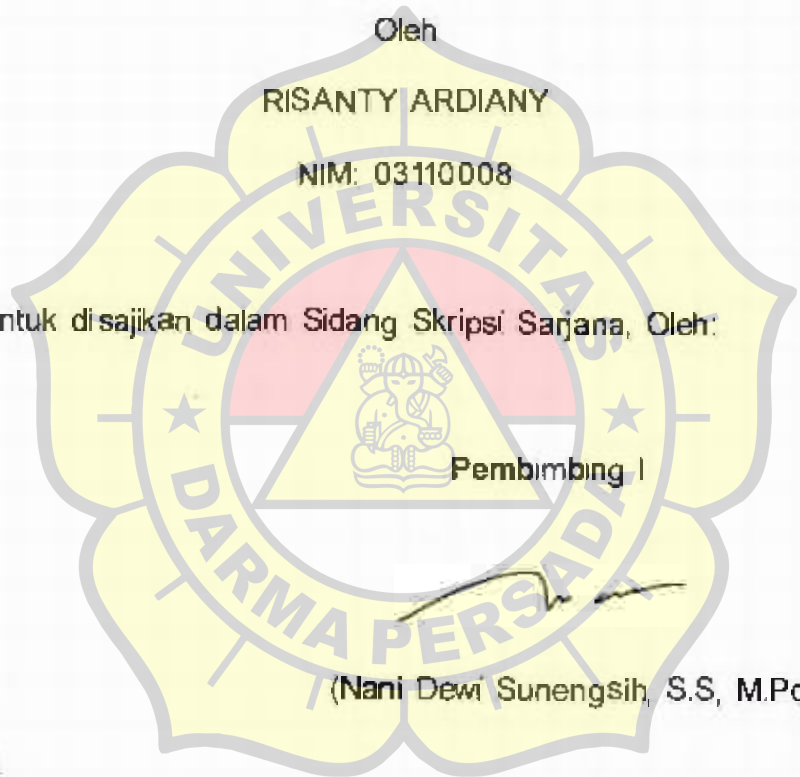 Oleh
RISANTY ARDIANY
NIM: 03110008
UNIVERSITAS
ntuk disajikan dalam Sidang Skripsi Sarjana, Oleh:
Pembimbing I
DARMA PERSADA
(Nani Dewi Sunengsih, S.S, M.Pd